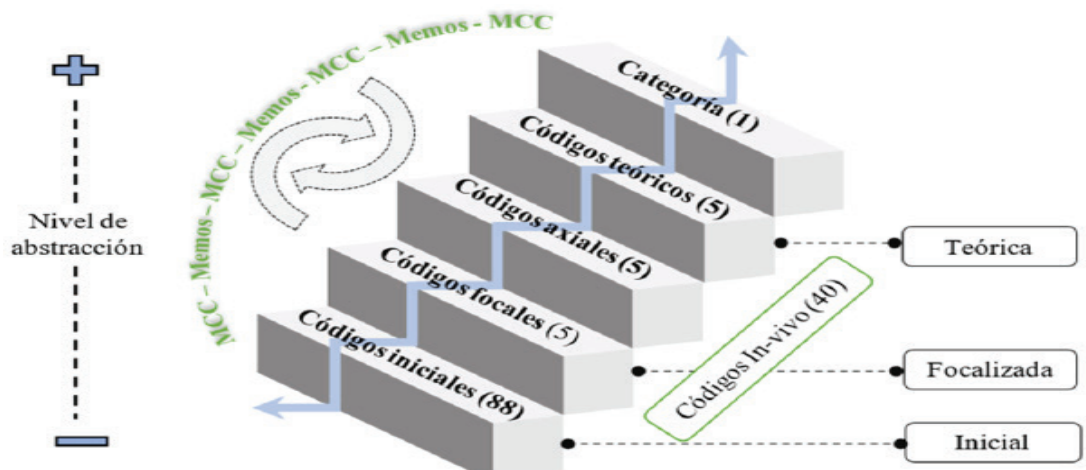 MCC – Memos – MCC – Memos- MCC – Memos - MCC
Nivel de
abstracción
Categoría (1)
Códigos teóricos (5)
Códigos axiales (5)
Códigos focales (5)
Códigos iniciales (88)
Códigos In-vivo (40)
Teórica
Focalizada
Inicial